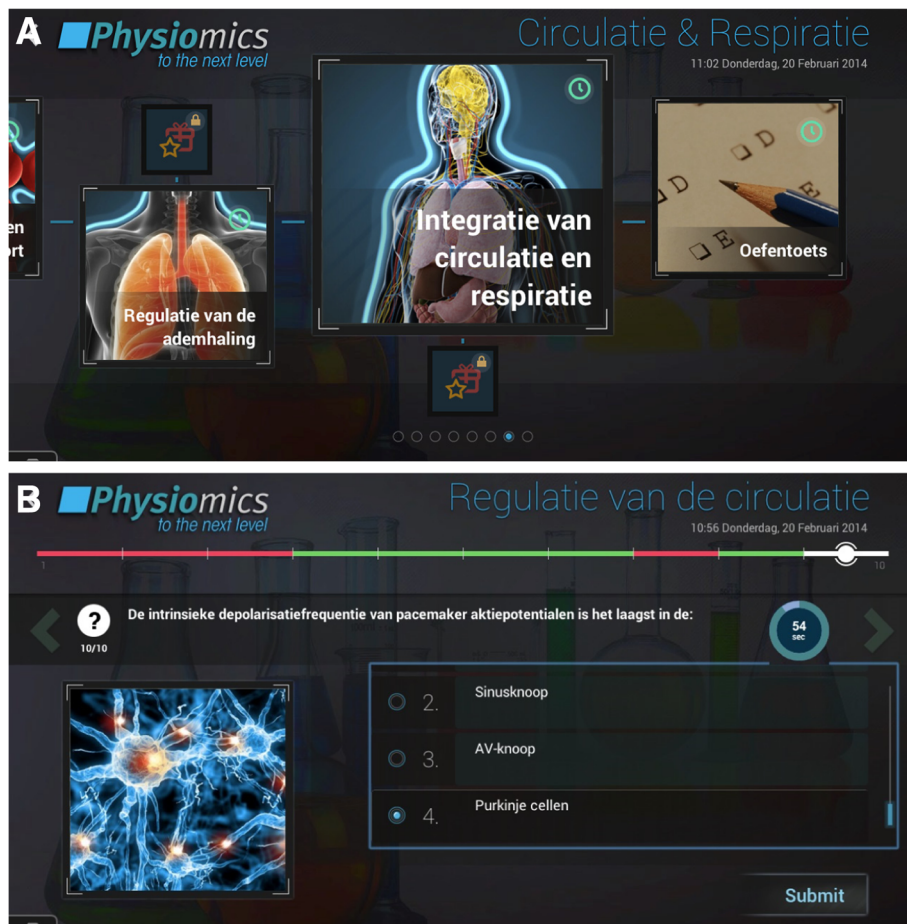 A
Physiomics
to the next level
Circulatie & Respiratie
11:02 Donderdag, 20 Februari 2014
en
ort
Regulatie van de
ademhaling
Integratie van
circulatie en
respiratie
D
D
E
E
Oefentoets
B
Physiomics
to the next level
Regulatie van de circulatie
10:56 Donderdag, 20 Februari 2014
1
10
?
10/10
De intrinsieke depolarisatiefrequentie van pacemaker aktiepotentialen is het laagst in de:
54
sec
2. Sinusknoop
3. AV-knoop
4. Purkinje cellen
Submit